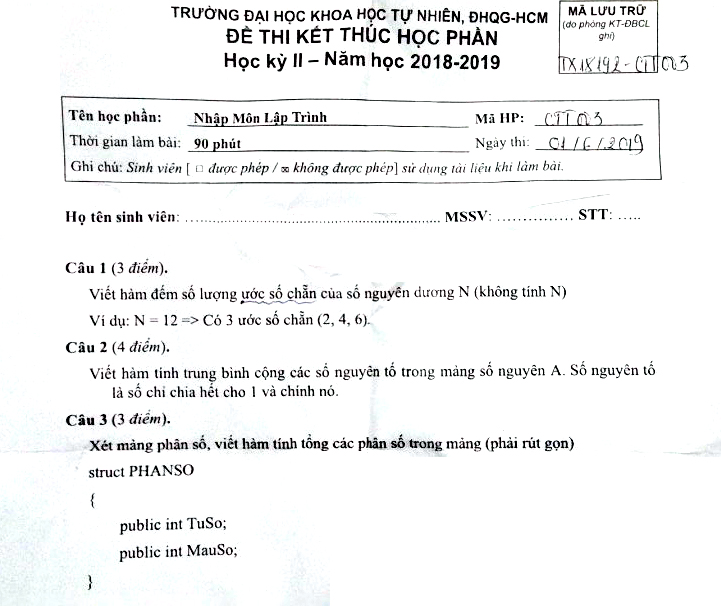 TRƯỜNG ĐẠI HỌC KHOA HỌC TỰ NHIÊN, ĐHQG-HCM
ĐỀ THI KẾT THÚC HỌC PHẦN
Học kỳ II – Năm học 2018-2019
MÃ LƯU TRỮ
(do phòng KT-ĐBCL
ghi)
TX18192-CTT003
Tên học phần: Nhập Môn Lập Trình Mã HP: CTT003
Thời gian làm bài: 90 phút Ngày thi: 01/6/2019
Ghi chú: Sinh viên [ □ được phép / ☒ không được phép] sử dụng tài liệu khi làm bài.
Họ tên sinh viên: ........................................................ MSSV: ................ STT: .....
Câu 1 (3 điểm).
Viết hàm đếm số lượng ước số chẵn của số nguyên dương N (không tính N)
Ví dụ: N = 12 => Có 3 ước số chẵn (2, 4, 6).
Câu 2 (4 điểm).
Viết hàm tính trung bình cộng các số nguyên tố trong mảng số nguyên A. Số nguyên tố
là số chỉ chia hết cho 1 và chính nó.
Câu 3 (3 điểm).
Xét mảng phân số, viết hàm tính tổng các phân số trong mảng (phải rút gọn)
struct PHANSO
{
public int TuSo;
public int MauSo;
}